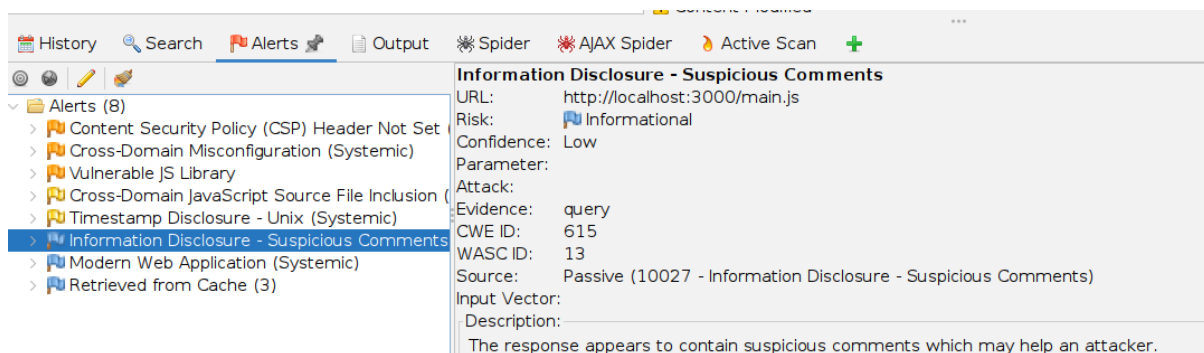 Content Modified
History Search Alerts Output Spider AJAX Spider Active Scan
Alerts (8)
Content Security Policy (CSP) Header Not Set
Cross-Domain Misconfiguration (Systemic)
Vulnerable JS Library
Cross-Domain JavaScript Source File Inclusion (
Timestamp Disclosure - Unix (Systemic)
Information Disclosure - Suspicious Comments
Modern Web Application (Systemic)
Retrieved from Cache (3)
Information Disclosure - Suspicious Comments
URL: http://localhost:3000/main.js
Risk: Informational
Confidence: Low
Parameter:
Attack:
Evidence: query
CWE ID: 615
WASC ID: 13
Source: Passive (10027 - Information Disclosure - Suspicious Comments)
Input Vector:
Description:
The response appears to contain suspicious comments which may help an attacker.